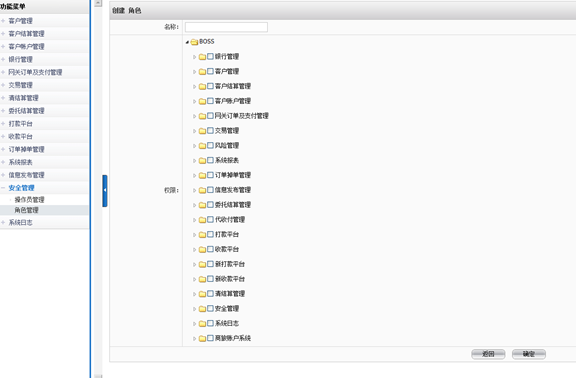 功能菜单
客户管理
客户结算管理
客户帐户管理
银行管理
网关订单及支付管理
交易管理
清结算管理
委托结算管理
打款平台
收款平台
订单掉单管理
系统报表
信息发布管理
安全管理
操作员管理
角色管理
系统日志
创建 角色
名称:
权限:
BOSS
银行管理
客户管理
客户结算管理
客户帐户管理
网关订单及支付管理
交易管理
风险管理
系统报表
订单掉单管理
信息发布管理
委托结算管理
代收付管理
打款平台
收款平台
新打款平台
新收款平台
清结算管理
安全管理
系统日志
商旅账户系统
返回 确定